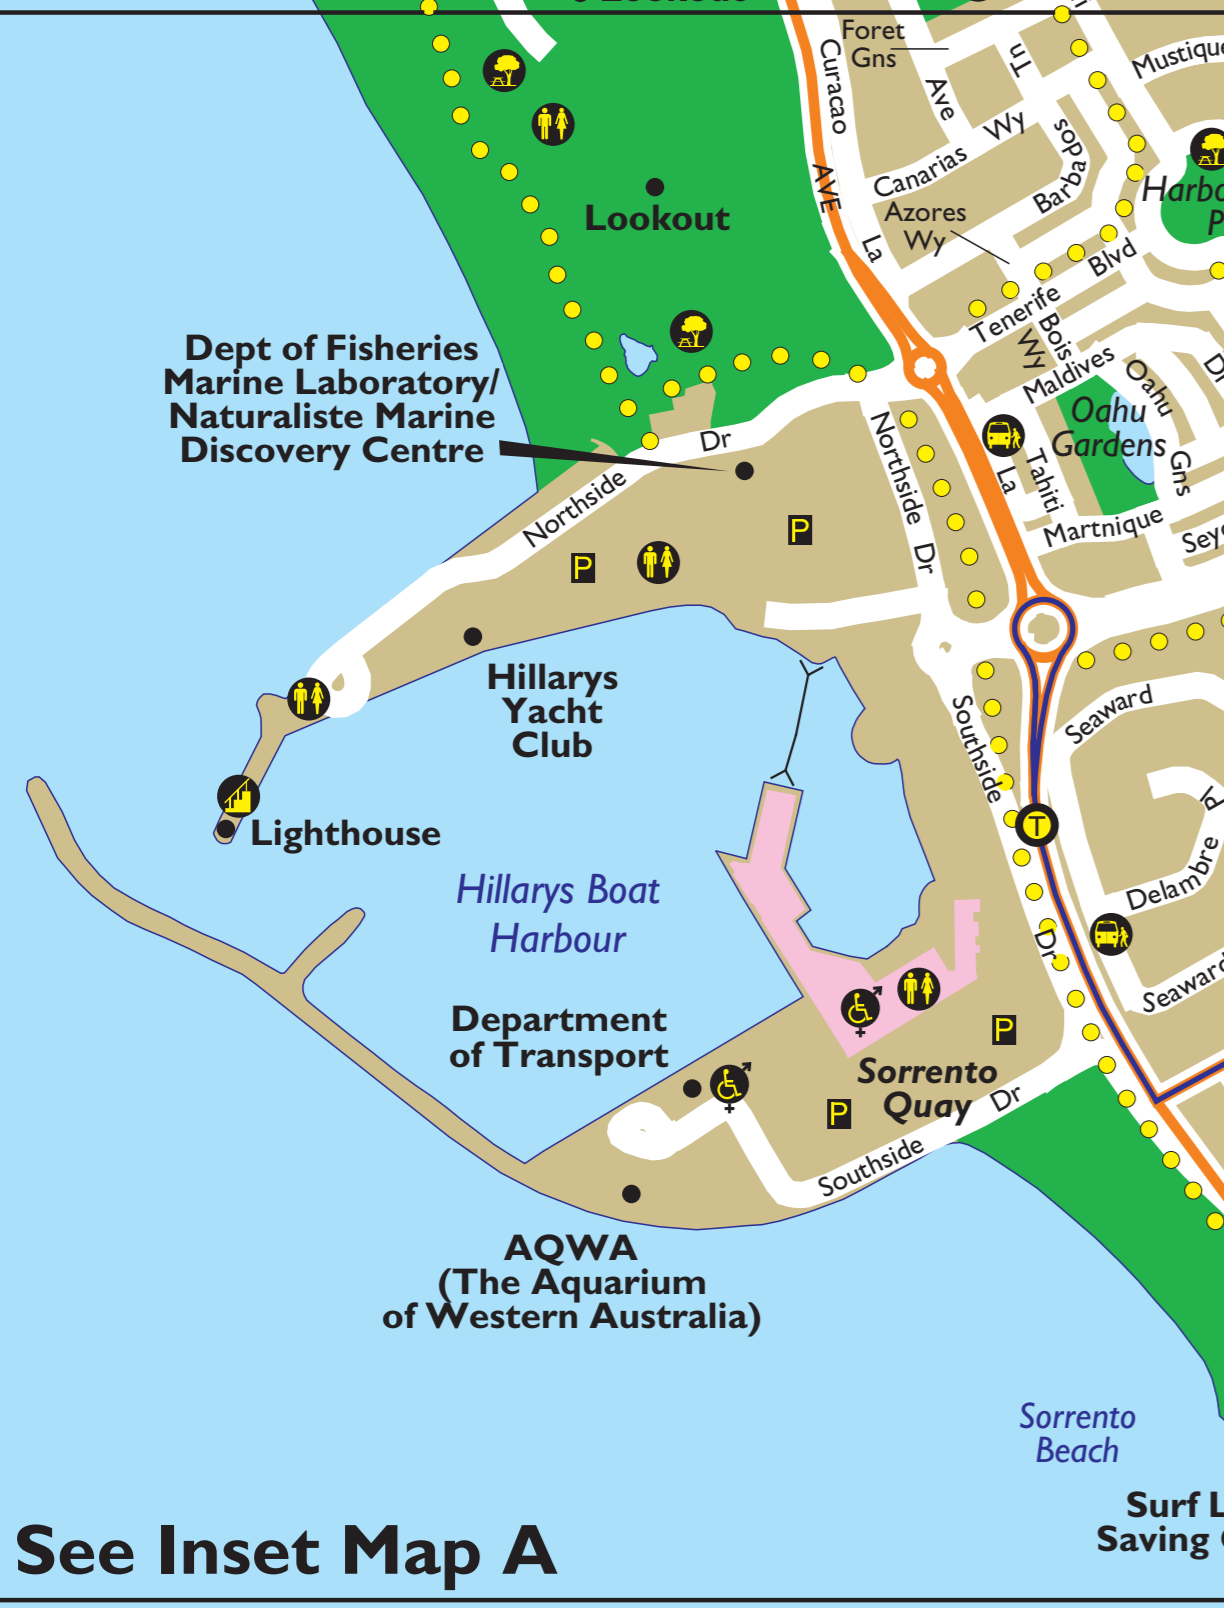 Lookout
Foret
Gns
Curacao
Ave
Tn
Mustique
Canarias
Wy
Barbados
AVE
La
Azores
Wy
Blvd
Tenerife
Bois
Wy
Maldives
Oahu
Gns
Oahu
Gardens
Tahiti
La
Martnique
Dept of Fisheries
Marine Laboratory/
Naturaliste Marine
Discovery Centre
Northside
Dr
Northside
Dr
P
P
Hillarys
Yacht
Club
Lighthouse
Hillarys Boat
Harbour
Southside
Dr
Seaward
T
Delambre
Pl
Seaward
Department
of Transport
Sorrento
Quay
P
P
Southside
Dr
AQWA
(The Aquarium
of Western Australia)
Sorrento
Beach
Surf L
Saving
See Inset Map A